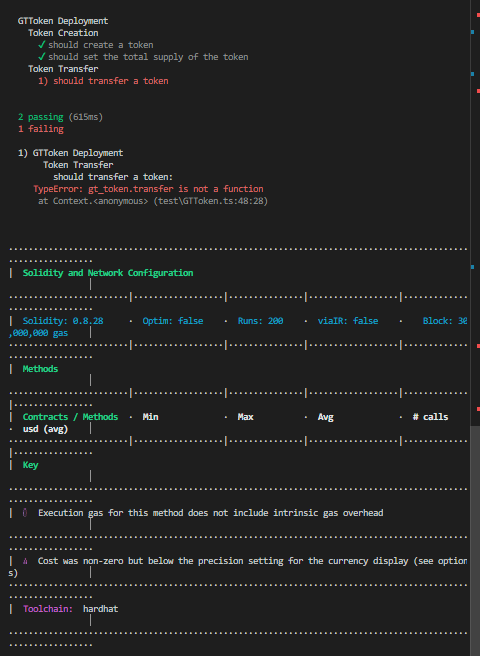 GTToken Deployment
Token Creation
✓ should create a token
✓ should set the total supply of the token
Token Transfer
1) should transfer a token
2 passing (615ms)
1 failing
1) GTToken Deployment
Token Transfer
should transfer a token:
TypeError: gt_token.transfer is not a function
at Context.<anonymous> (test\GTToken.ts:48:28)
| Solidity and Network Configuration
| Solidity: 0.8.28 · Optim: false · Runs: 200 · viaIR: false · Block: 30
,000,000 gas |
| Methods
| Contracts / Methods · Min · Max · Avg · # calls
· usd (avg) |
| Key
| Execution gas for this method does not include intrinsic gas overhead
| Cost was non-zero but below the precision setting for the currency display (see option
s) |
| Toolchain: hardhat